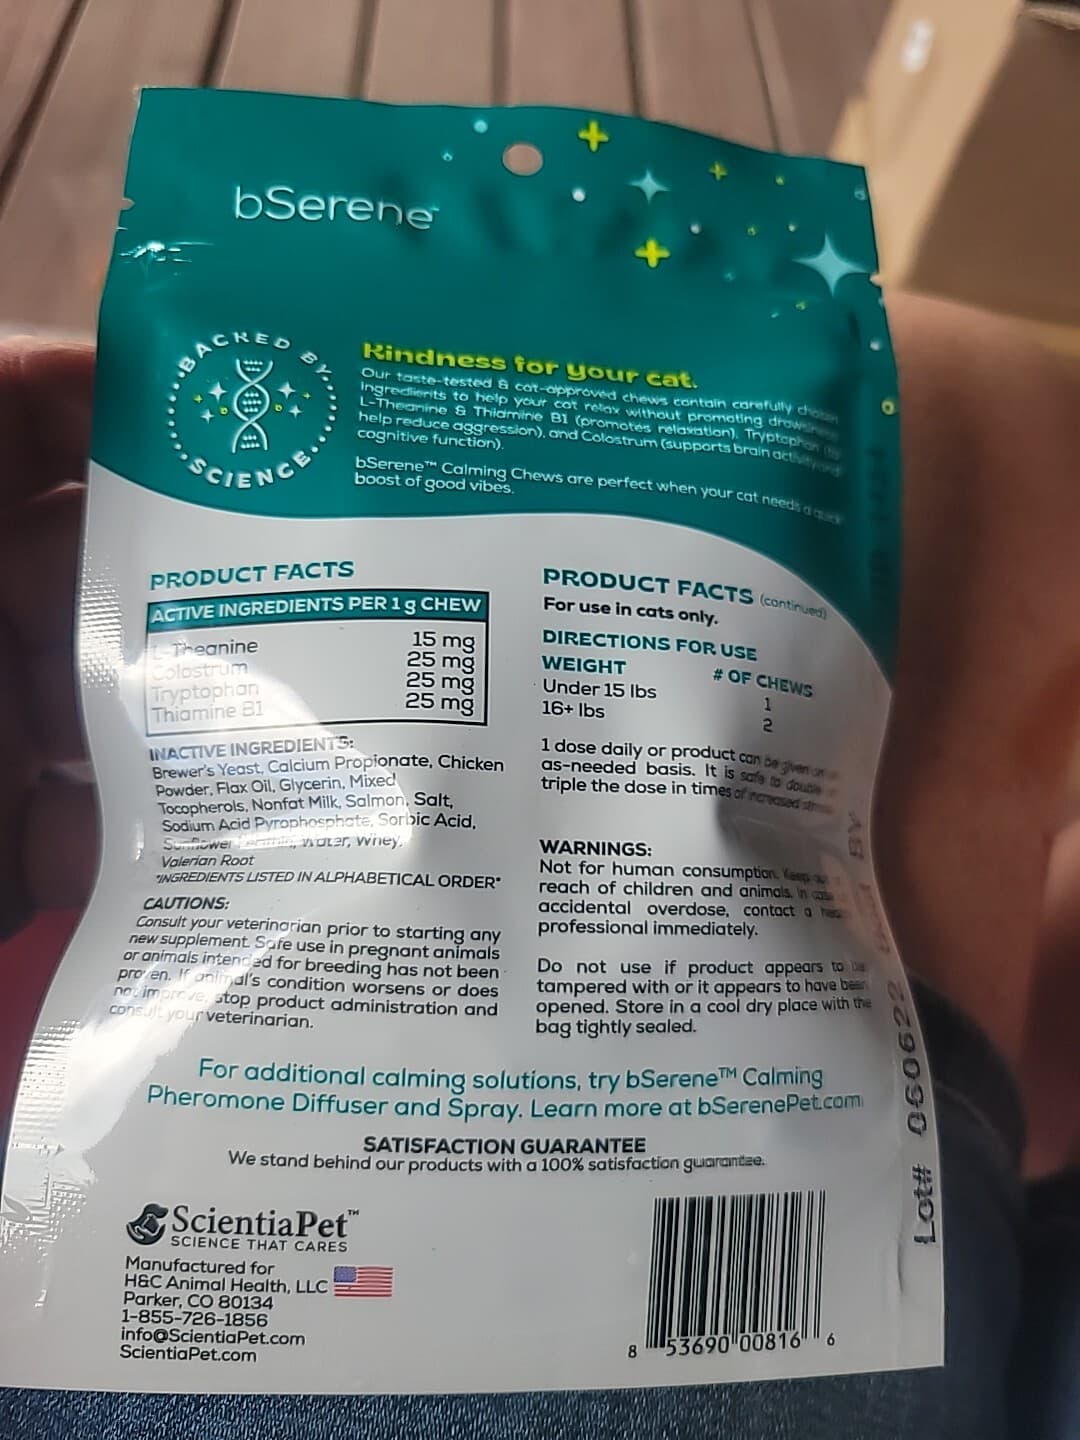 bSerene™
BACKED BY
SCIENCE
Kindness for your cat.
Our taste-tested & cat-approved chews contain carefully chosen
ingredients to help your cat relax without promoting drowsiness
L-Theanine & Thiamine B1 (promotes relaxation), Tryptophan (to
help reduce aggression), and Colostrum (supports brain activity and
cognitive function).
bSerene™ Calming Chews are perfect when your cat needs a quick
boost of good vibes.
PRODUCT FACTS
ACTIVE INGREDIENTS PER 1 g CHEW
L-Theanine 15 mg
Colostrum 25 mg
Tryptophan 25 mg
Thiamine B1 25 mg
INACTIVE INGREDIENTS:
Brewer's Yeast, Calcium Propionate, Chicken
Powder, Flax Oil, Glycerin, Mixed
Tocopherols, Nonfat Milk, Salmon, Salt,
Sodium Acid Pyrophosphate, Sorbic Acid,
Sunflower Lecithin, Water, Whey,
Valerian Root
*INGREDIENTS LISTED IN ALPHABETICAL ORDER*
CAUTIONS:
Consult your veterinarian prior to starting any
new supplement. Safe use in pregnant animals
or animals intended for breeding has not been
proven. If animal's condition worsens or does
not improve, stop product administration and
consult your veterinarian.
PRODUCT FACTS (continued)
For use in cats only.
DIRECTIONS FOR USE
WEIGHT # OF CHEWS
Under 15 lbs 1
16+ lbs 2
1 dose daily or product can be given on
as-needed basis. It is safe to double
triple the dose in times of increased
WARNINGS:
Not for human consumption. Keep out
reach of children and animals. In case
accidental overdose, contact a
professional immediately.
Do not use if product appears to be
tampered with or it appears to have been
opened. Store in a cool dry place with the
bag tightly sealed.
For additional calming solutions, try bSerene™ Calming
Pheromone Diffuser and Spray. Learn more at bSerenePet.com
SATISFACTION GUARANTEE
We stand behind our products with a 100% satisfaction guarantee.
ScientiaPet™
SCIENCE THAT CARES
Manufactured for
H&C Animal Health, LLC
Parker, CO 80134
1-855-726-1856
info@ScientiaPet.com
ScientiaPet.com
8 53690 00816 6
Lot# 060622
BY